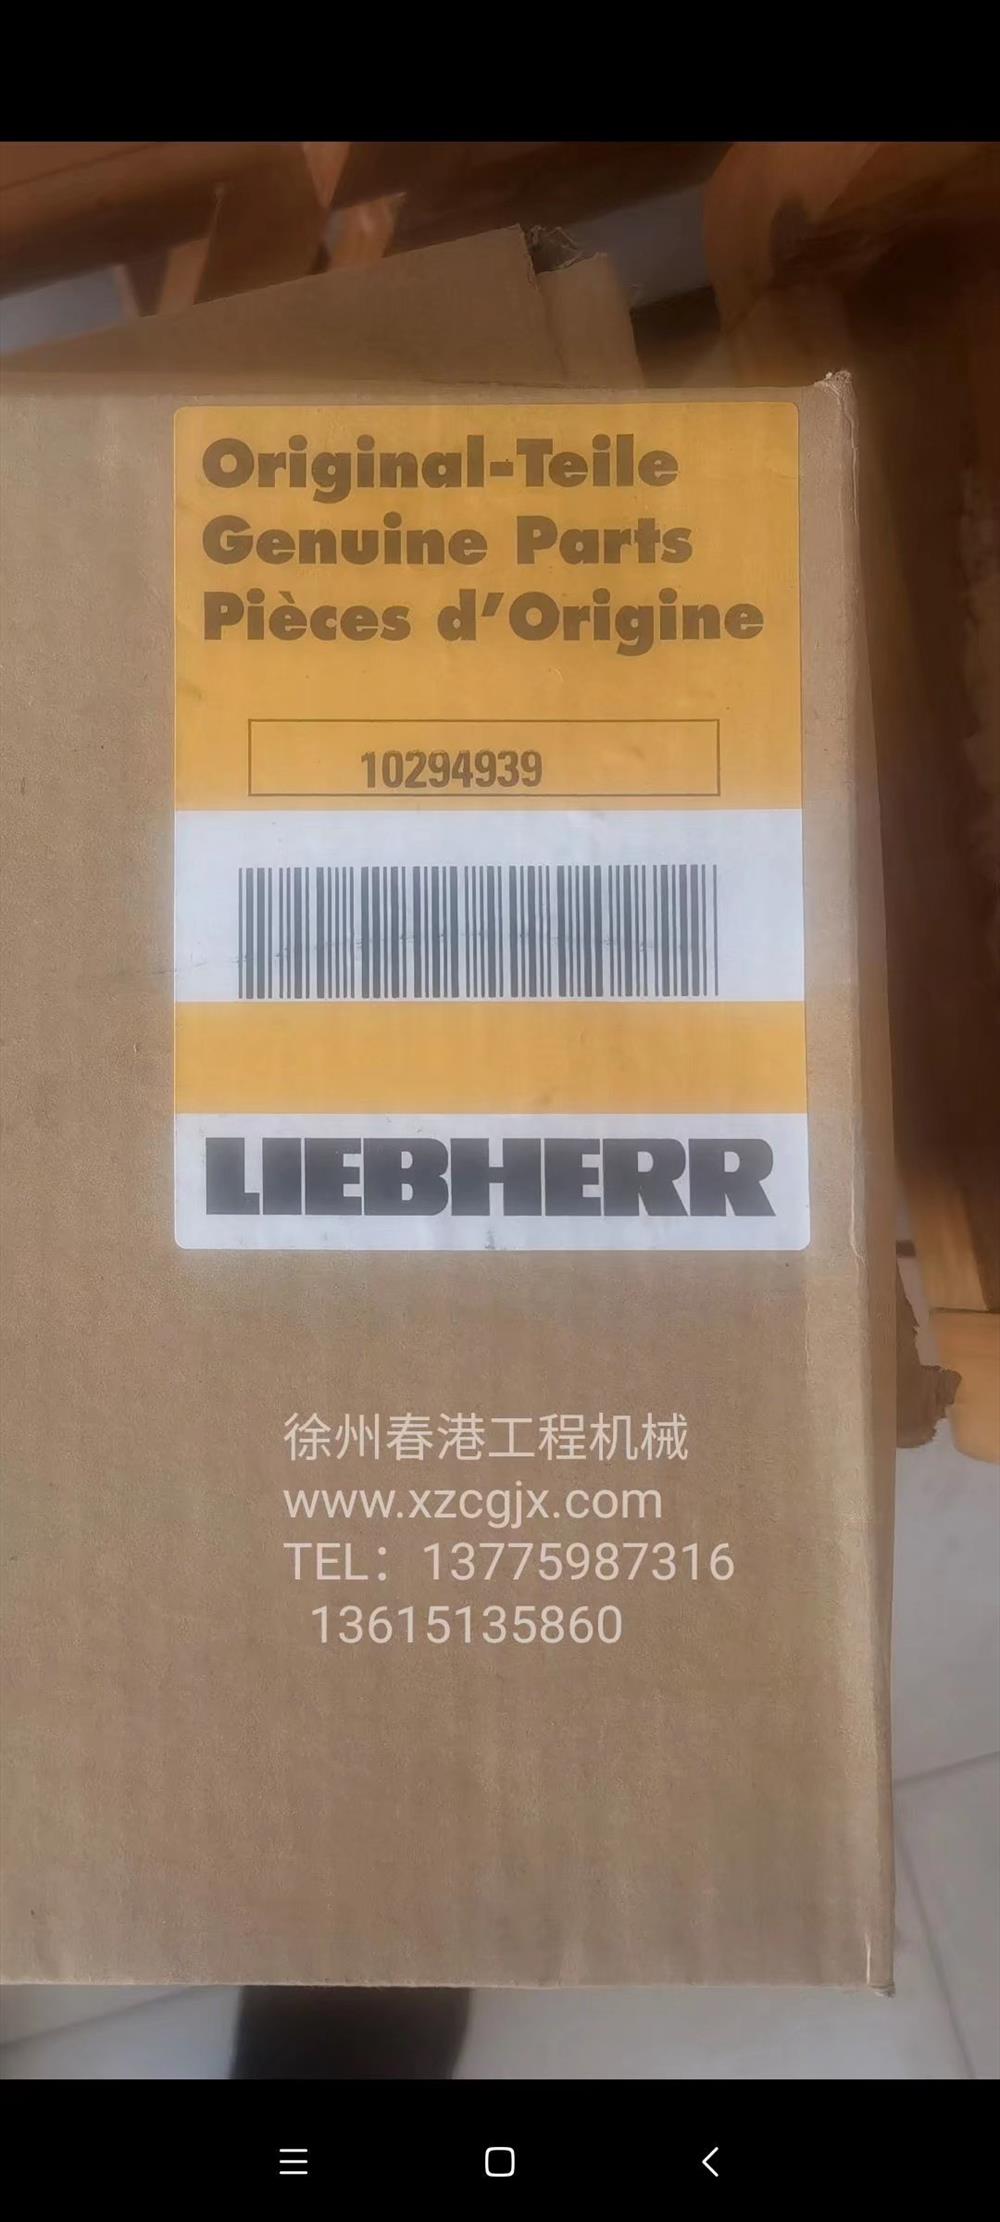 Original-Teile
Genuine Parts
Pièces d'Origine
10294939
LIEBHERR
徐州春港工程机械
www.xzcgjx.com
TEL：13775987316
13615135860